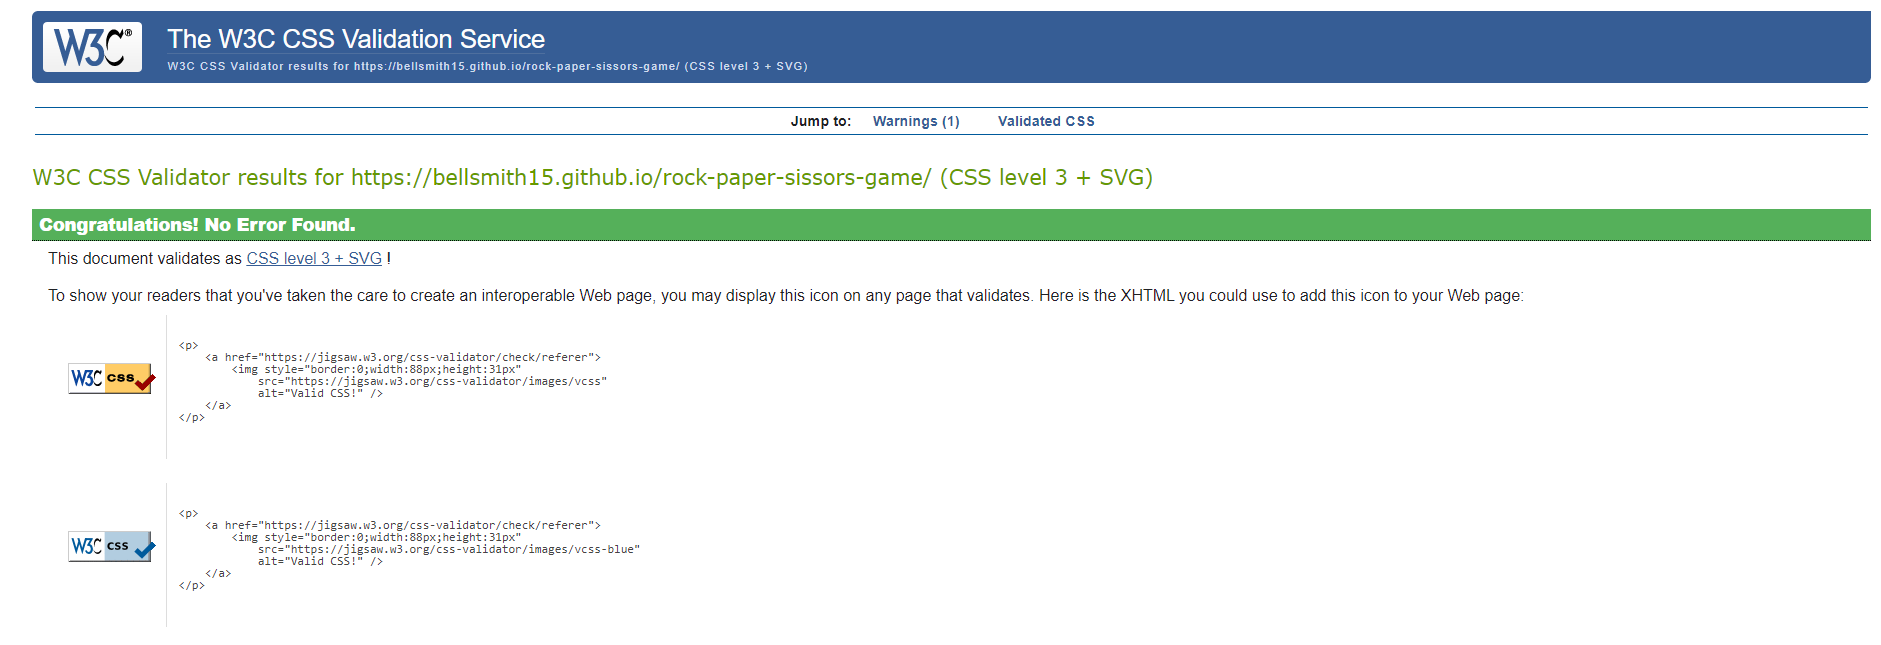 W3C®
The W3C CSS Validation Service
W3C CSS Validator results for https://bellsmith15.github.io/rock-paper-sissors-game/ (CSS level 3 + SVG)
Jump to: Warnings (1) Validated CSS
W3C CSS Validator results for https://bellsmith15.github.io/rock-paper-sissors-game/ (CSS level 3 + SVG)
Congratulations! No Error Found.
This document validates as CSS level 3 + SVG !
To show your readers that you've taken the care to create an interoperable Web page, you may display this icon on any page that validates. Here is the XHTML you could use to add this icon to your Web page:
W3C css
<p>
    <a href="https://jigsaw.w3.org/css-validator/check/referer">
        <img style="border:0;width:88px;height:31px"
            src="https://jigsaw.w3.org/css-validator/images/vcss"
            alt="Valid CSS!" />
    </a>
</p>
W3C css
<p>
    <a href="https://jigsaw.w3.org/css-validator/check/referer">
        <img style="border:0;width:88px;height:31px"
            src="https://jigsaw.w3.org/css-validator/images/vcss-blue"
            alt="Valid CSS!" />
    </a>
</p>